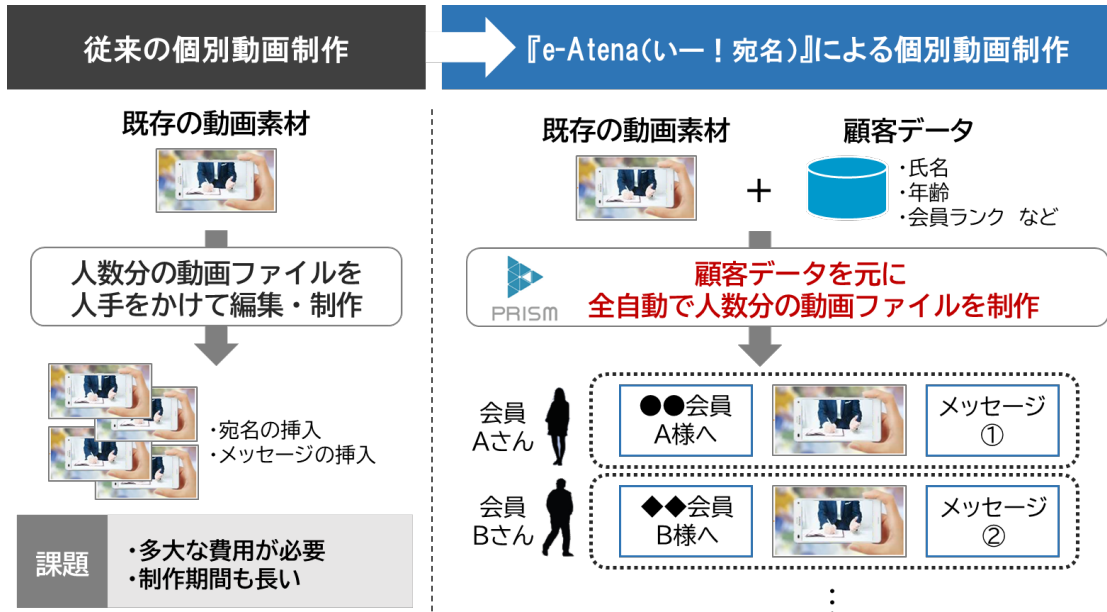 従来の個別動画制作
既存の動画素材
人数分の動画ファイルを
人手をかけて編集・制作
・宛名の挿入
・メッセージの挿入
課題
・多大な費用が必要
・制作期間も長い
『e-Atena(いー！宛名)』による個別動画制作
既存の動画素材
＋
顧客データ
・氏名
・年齢
・会員ランク など
PRISM
顧客データを元に
全自動で人数分の動画ファイルを制作
会員
Aさん
●●会員
A様へ
メッセージ
①
会員
Bさん
◆◆会員
B様へ
メッセージ
②
：